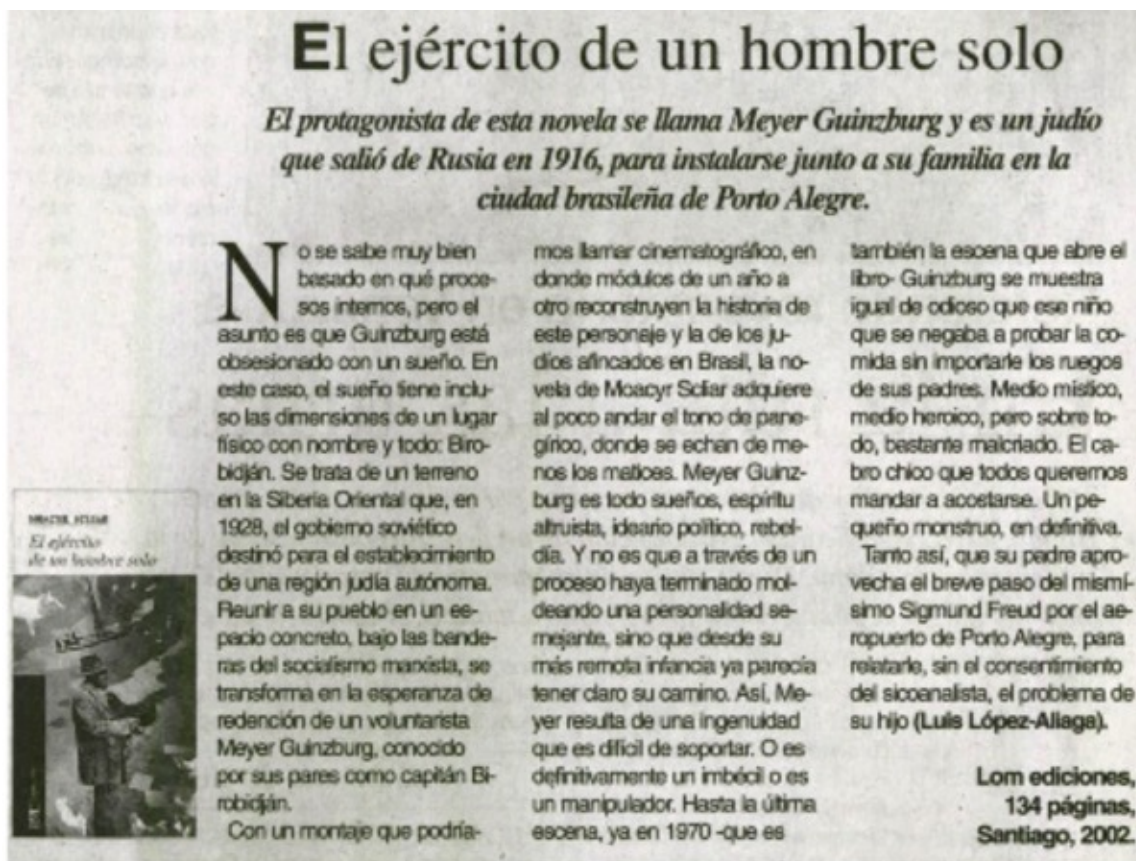 El ejército de un hombre solo
El protagonista de esta novela se llama Meyer Guinzburg y es un judío
que salió de Rusia en 1916, para instalarse junto a su familia en la
ciudad brasileña de Porto Alegre.
No se sabe muy bien
basado en qué proce-
sos internos, pero el
asunto es que Guinzburg está
obsesionado con un sueño. En
este caso, el sueño tiene inclu-
so las dimensiones de un lugar
físico con nombre y todo: Biro-
bidján. Se trata de un terreno
en la Siberia Oriental que, en
1928, el gobierno soviético
destinó para el establecimiento
de una región judía autónoma.
Reunir a su pueblo en un es-
pacio concreto, bajo las bande-
ras del socialismo marxista, se
transforma en la esperanza de
redención de un voluntarista
Meyer Guinzburg, conocido
por sus pares como capitán Bi-
robidján.
Con un montaje que podría-
mos llamar cinematográfico, en
donde módulos de un año a
otro reconstruyen la historia de
este personaje y la de los ju-
díos afincados en Brasil, la no-
vela de Moacyr Scliar adquiere
al poco andar el tono de pane-
gírico, donde se echan de me-
nos los matices. Meyer Guinz-
burg es todo sueños, espíritu
altruista, ideario político, rebel-
día. Y no es que a través de un
proceso haya terminado mol-
deando una personalidad se-
mejante, sino que desde su
más remota infancia ya parecía
tener claro su camino. Así, Me-
yer resulta de una ingenuidad
que es difícil de soportar. O es
definitivamente un imbécil o es
un manipulador. Hasta la última
escena, ya en 1970 -que es
también la escena que abre el
libro- Guinzburg se muestra
igual de odioso que ese niño
que se negaba a probar la co-
mida sin importarle los ruegos
de sus padres. Medio místico,
medio heroico, pero sobre to-
do, bastante malcriado. El ca-
bro chico que todos queremos
mandar a acostarse. Un pe-
queño monstruo, en definitiva.
Tanto así, que su padre apro-
vecha el breve paso del mismí-
simo Sigmund Freud por el ae-
ropuerto de Porto Alegre, para
relatarle, sin el consentimiento
del sicoanalista, el problema de
su hijo (Luis López-Aliaga).
Lom ediciones,
134 páginas,
Santiago, 2002.
MOACYR SCLIAR
El ejército
de un hombre solo